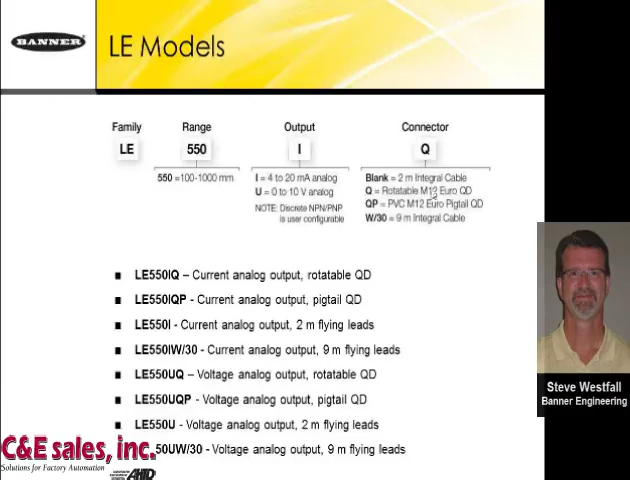 BANNER
LE Models
Family Range Output Connector
LE 550 I Q
550 =100-1000 mm
I = 4 to 20 mA analog
U = 0 to 10 V analog
NOTE: Discrete NPN/PNP
is user configurable
Blank = 2 m Integral Cable
Q = Rotatable M12 Euro QD
QP = PVC M12 Euro Pigtail QD
W/30 = 9 m Integral Cable
■ LE550IQ – Current analog output, rotatable QD
■ LE550IQP - Current analog output, pigtail QD
■ LE550I - Current analog output, 2 m flying leads
■ LE550IW/30 - Current analog output, 9 m flying leads
■ LE550UQ – Voltage analog output, rotatable QD
■ LE550UQP - Voltage analog output, pigtail QD
■ LE550U - Voltage analog output, 2 m flying leads
50UW/30 - Voltage analog output, 9 m flying leads
Steve Westfall
Banner Engineering
C&E sales, inc.
Solutions for Factory Automation
AHTD